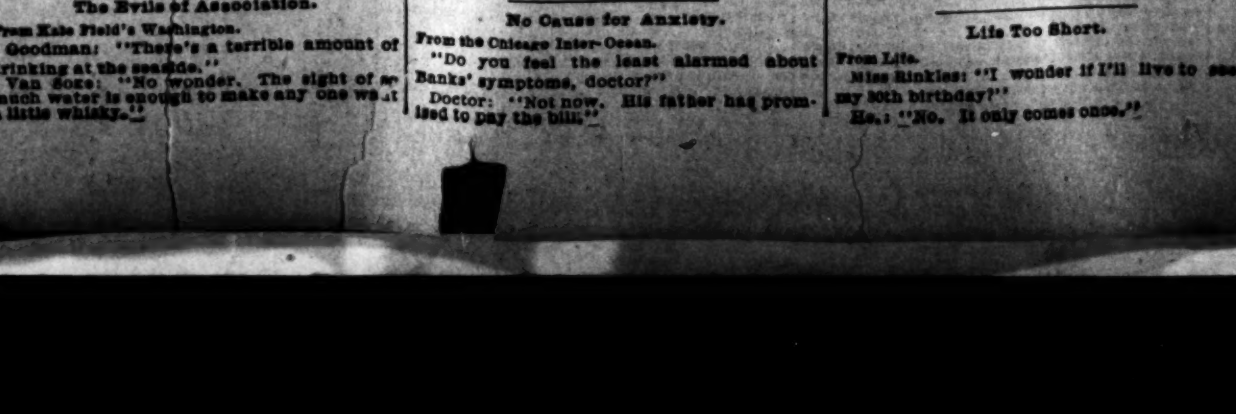 The Evils of Association.
From Kate Field's Washington.
Goodman: "There's a terrible amount of
rinking at the seaside."
Van Soxe: "No wonder. The sight of so
much water is enough to make any one want
a little whisky."
No Cause for Anxiety.
From the Chicago Inter-Ocean.
"Do you feel the least alarmed about
Banks' symptoms, doctor?"
Doctor: "Not now. His father has prom-
ised to pay the bill."
Life Too Short.
From Life.
Miss Rinkles: "I wonder if I'll live to see
my 30th birthday?"
He.: "No. It only comes once."